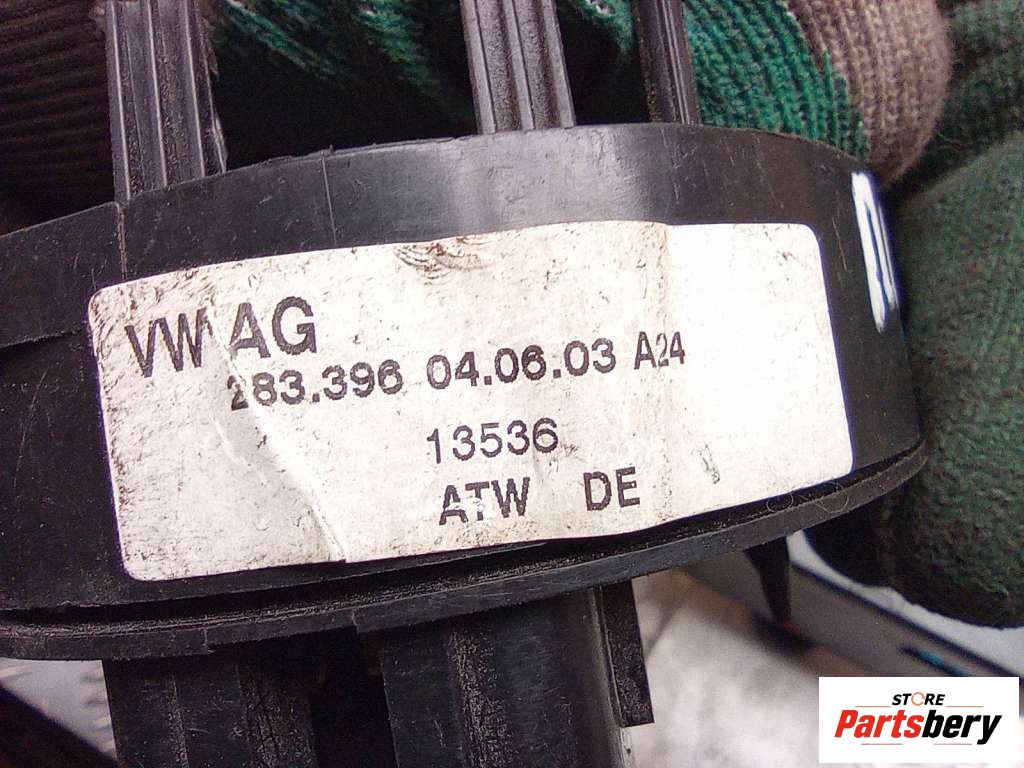 VW AG
283.396 04.06.03 A24
13536
ATW DE
STORE
Partsbery